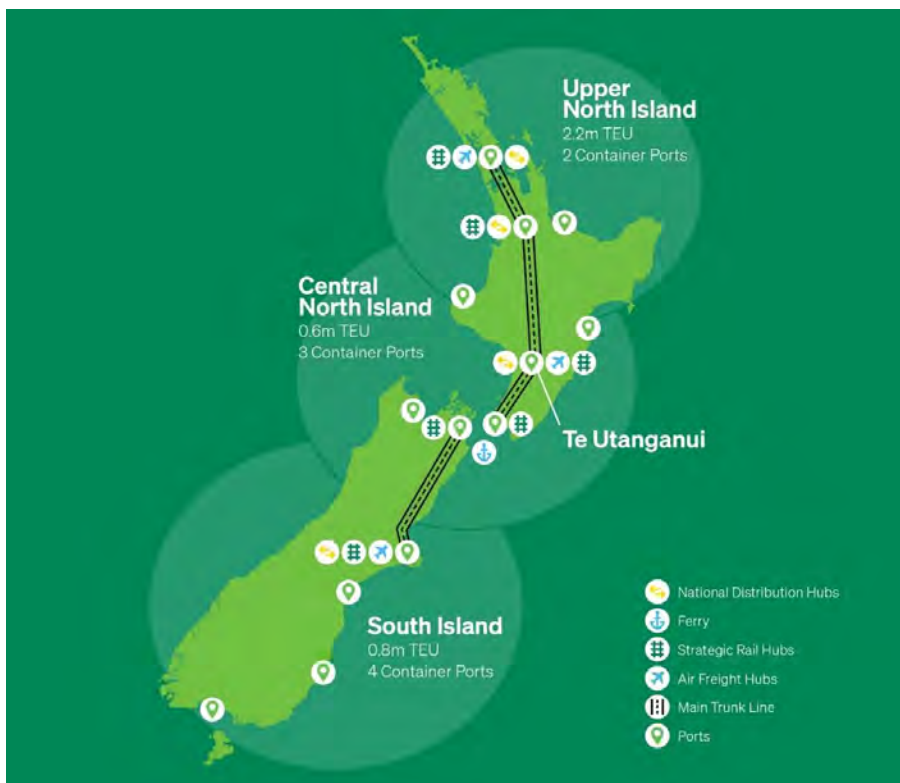 Upper
North Island
2.2m TEU
2 Container Ports
Central
North Island
0.6m TEU
3 Container Ports
Te Utanganui
South Island
0.8m TEU
4 Container Ports
National Distribution Hubs
Ferry
Strategic Rail Hubs
Air Freight Hubs
Main Trunk Line
Ports